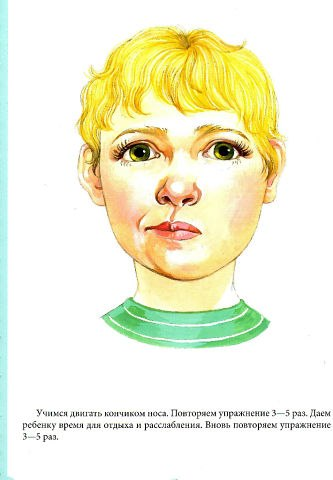 Учимся двигать кончиком носа. Повторяем упражнение 3—5 раз. Даем
ребенку время для отдыха и расслабления. Вновь повторяем упражнение
3—5 раз.